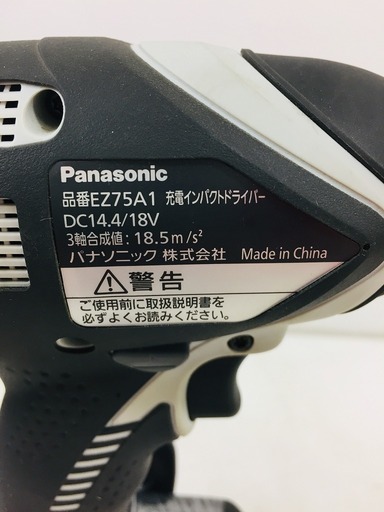 Panasonic
品番EZ75A1 充電インパクトドライバー
DC14.4/18V
3軸合成値:18.5m/s²
パナソニック 株式会社 Made in China
⚠警告
ご使用前に取扱説明書を
必ずよくお読みください。